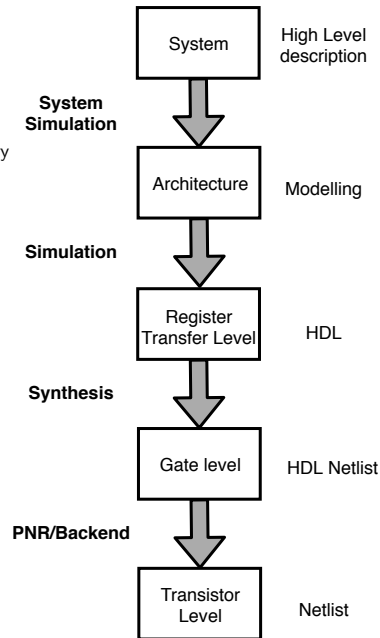 System
High Level
description
System
Simulation
y
Architecture
Modelling
Simulation
Register
Transfer Level
HDL
Synthesis
Gate level
HDL Netlist
PNR/Backend
Transistor
Level
Netlist